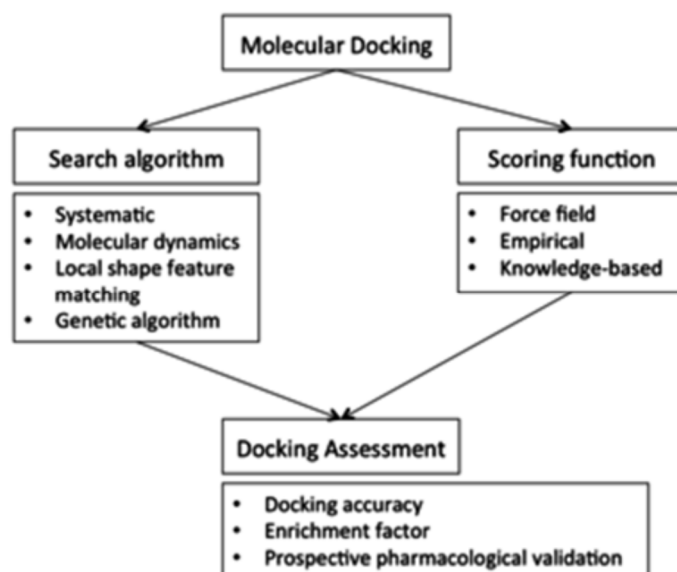 Molecular Docking
Search algorithm
• Systematic
• Molecular dynamics
• Local shape feature
matching
• Genetic algorithm
Scoring function
• Force field
• Empirical
• Knowledge-based
Docking Assessment
• Docking accuracy
• Enrichment factor
• Prospective pharmacological validation